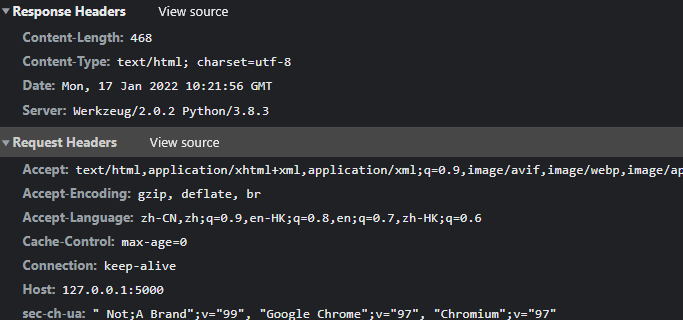 Response Headers View source
Content-Length: 468
Content-Type: text/html; charset=utf-8
Date: Mon, 17 Jan 2022 10:21:56 GMT
Server: Werkzeug/2.0.2 Python/3.8.3
Request Headers View source
Accept: text/html,application/xhtml+xml,application/xml;q=0.9,image/avif,image/webp,image/ap
Accept-Encoding: gzip, deflate, br
Accept-Language: zh-CN,zh;q=0.9,en-HK;q=0.8,en;q=0.7,zh-HK;q=0.6
Cache-Control: max-age=0
Connection: keep-alive
Host: 127.0.0.1:5000
sec-ch-ua: " Not;A Brand";v="99", "Google Chrome";v="97", "Chromium";v="97"